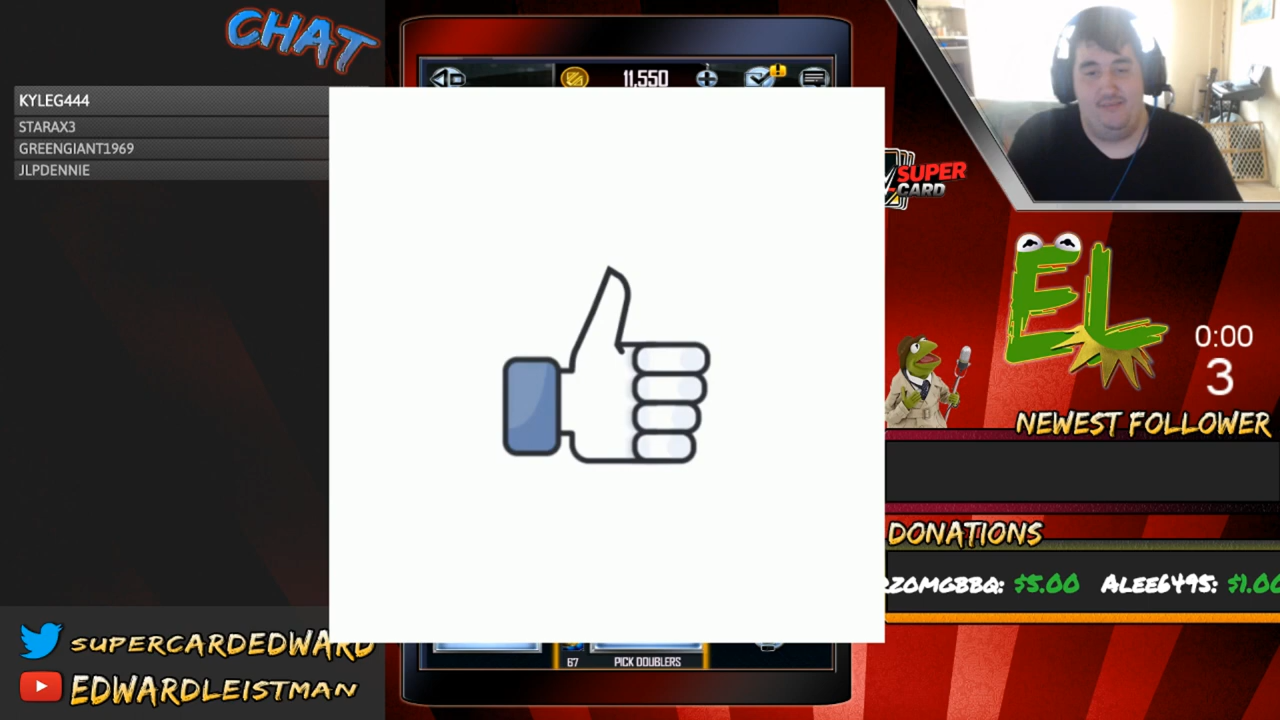 CHAT
KYLEG444
STARAX3
GREENGIANT1969
JLPDENNIE
11,550
SUPER
CARD
EL
0:00
3
NEWEST FOLLOWER
DONATIONS
ZOMGBBQ: $5.00 ALEE6495: $1.00
67 PICK DOUBLERS
SUPERCARDEDWARD
EDWARDLEISTMAN